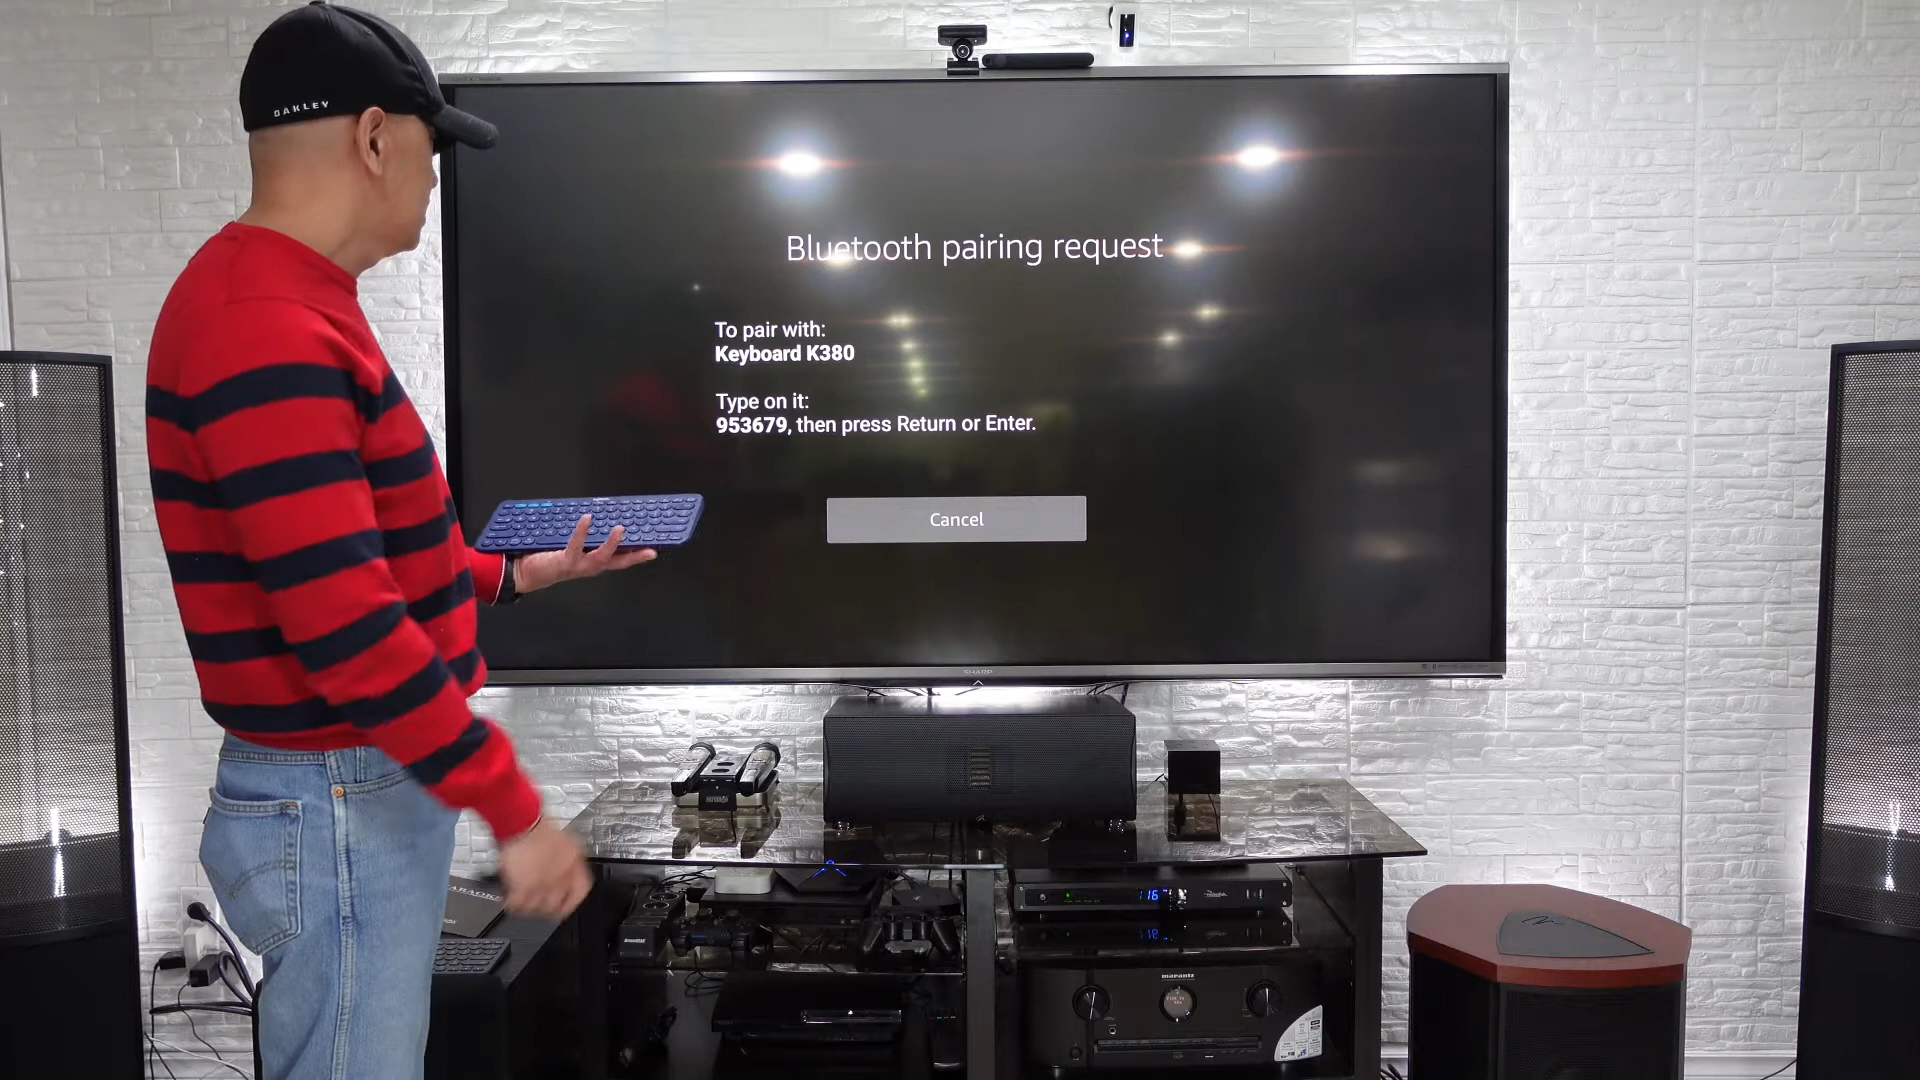 OAKLEY
Bluetooth pairing request
To pair with:
Keyboard K380
Type on it:
953679, then press Return or Enter.
Cancel
SHARP
116
marantz